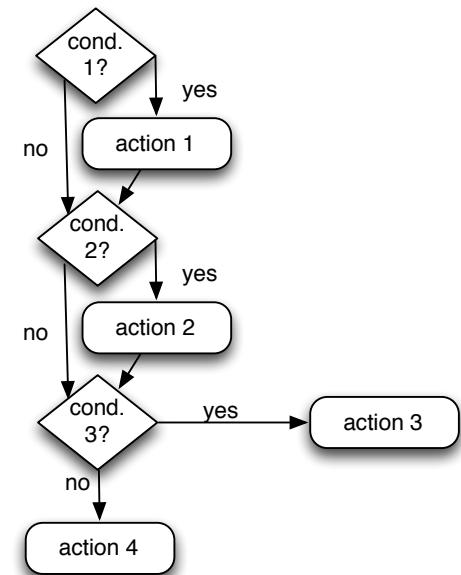 cond.
1?
yes
no
action 1
cond.
2?
yes
no
action 2
cond.
3?
yes
action 3
no
action 4